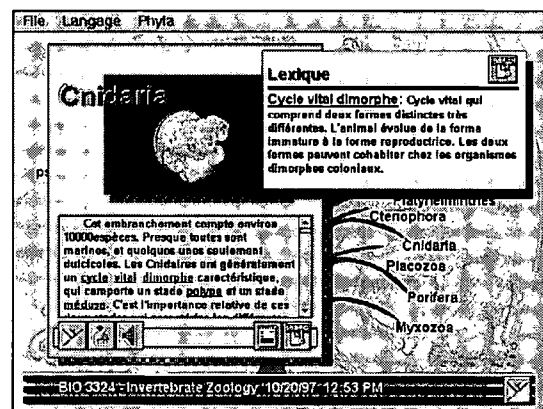 File Langage Phyla
Cnidaria
Lexique
Cycle vital dimorphe: Cycle vital qui
comprend deux formes distinctes très
différentes. L'animal évolue de la forma
immature à la forme reproductrice. Les deux
formes peuvent cohabiter chez les organismes
dimorphes coloniaux.
Cet embranchement compte environ
10000espèces. Presque toutes sont
marines, et quelques unes seulement
dulcicoles. Les Cnidaires ont généralement
un cycle vital dimorphe caractéristique,
qui comporte un stade polype et un stade
méduse. C'est l'importance relative de ces
Platyhelminthes
Ctenophora
Cnidaria
Placozoa
Porifera
Myxozoa
BIO 3324 - Invertebrate Zoology 10/20/97 12:53 PM